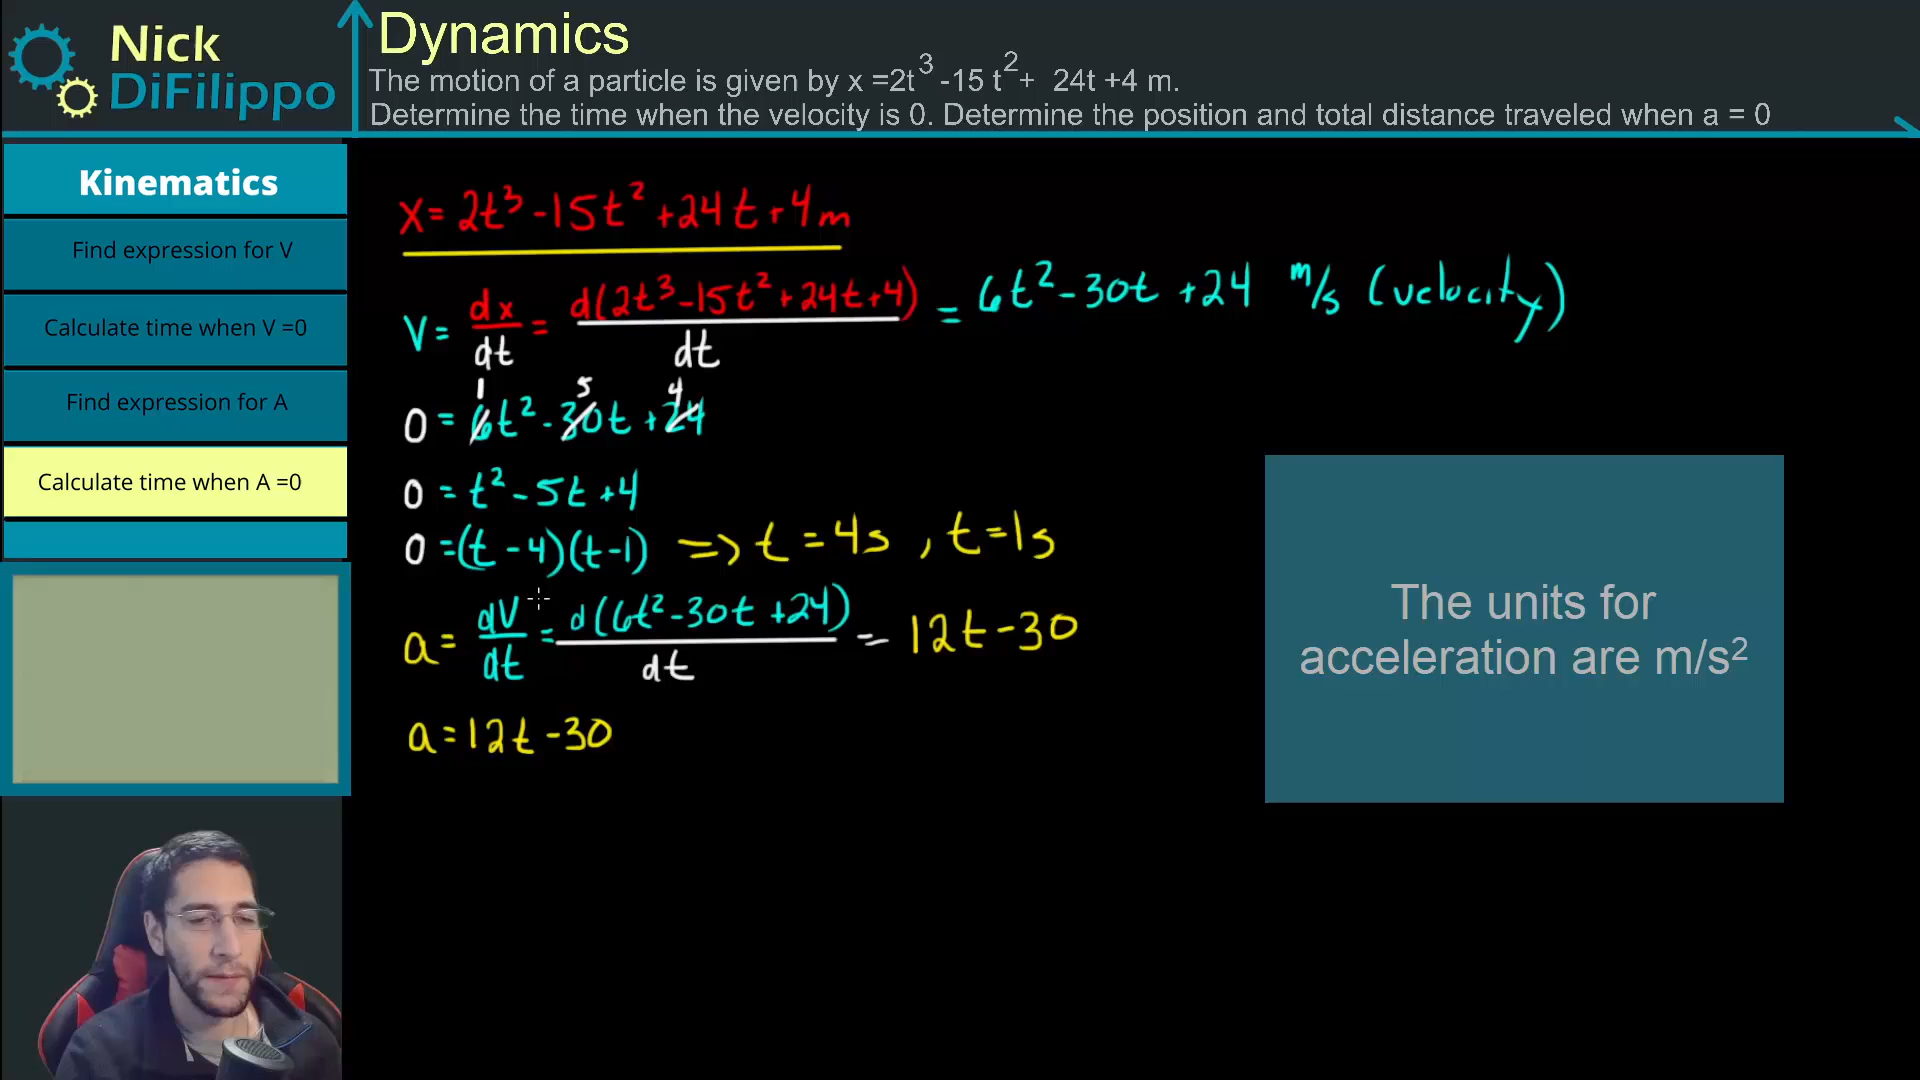 Nick
DiFilippo
Dynamics
The motion of a particle is given by x =2t³ -15 t²+ 24t +4 m.
Determine the time when the velocity is 0. Determine the position and total distance traveled when a = 0
Kinematics
Find expression for V
Calculate time when V =0
Find expression for A
Calculate time when A =0
x = 2t³ - 15t² + 24t + 4 m
V = dx/dt = d(2t³ - 15t² + 24t + 4)/dt = 6t² - 30t + 24 m/s (velocity)
1 5 4
0 = 6t² - 30t + 24
0 = t² - 5t + 4
0 = (t - 4)(t - 1) => t = 4s , t = 1s
a = dV/dt = d(6t² - 30t + 24)/dt = 12t - 30
a = 12t - 30
The units for
acceleration are m/s²